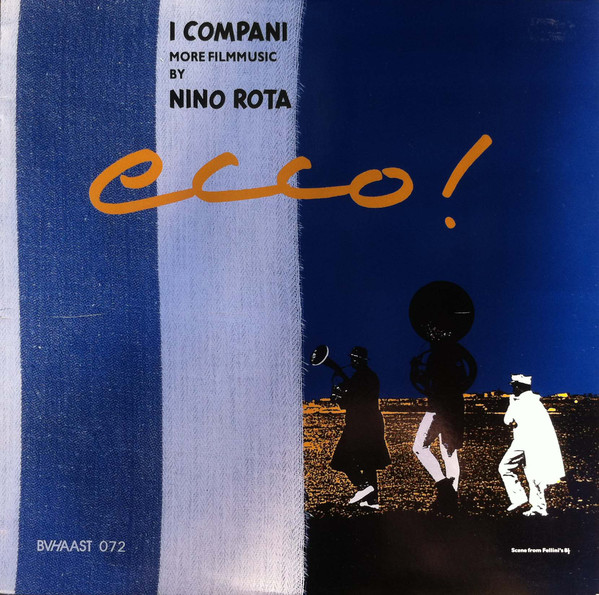 I COMPANI
MORE FILMMUSIC
BY
NINO ROTA
ecco!
BVHAAST 072
Scene from Fellini's 8½